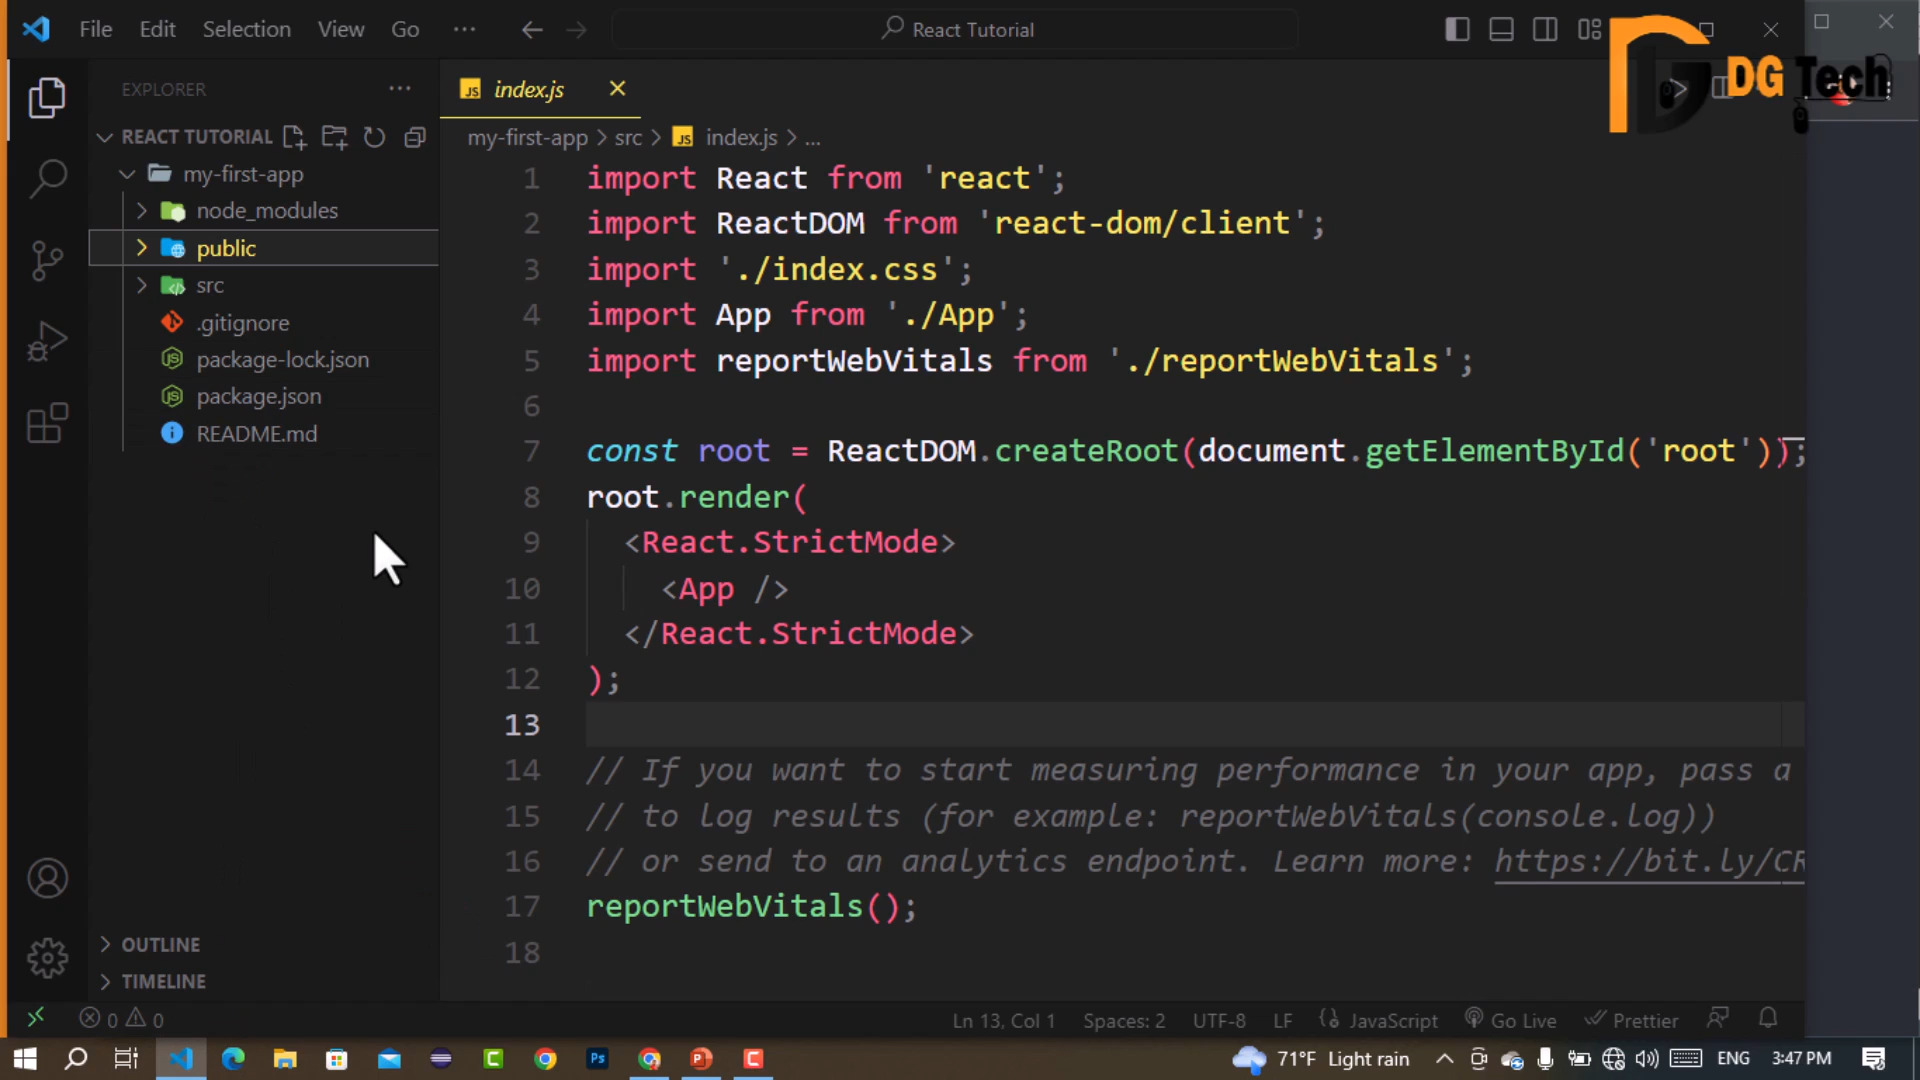 File Edit Selection View Go ... React Tutorial
DG Tech
EXPLORER ...
JS index.js
REACT TUTORIAL
my-first-app > src > JS index.js > ...
my-first-app
node_modules
public
src
.gitignore
package-lock.json
package.json
README.md
1 import React from 'react';
2 import ReactDOM from 'react-dom/client';
3 import './index.css';
4 import App from './App';
5 import reportWebVitals from './reportWebVitals';
6
7 const root = ReactDOM.createRoot(document.getElementById('root'));
8 root.render(
9 <React.StrictMode>
10 <App />
11 </React.StrictMode>
12 );
13
14 // If you want to start measuring performance in your app, pass a
15 // to log results (for example: reportWebVitals(console.log))
16 // or send to an analytics endpoint. Learn more: https://bit.ly/CR
17 reportWebVitals();
18
OUTLINE
TIMELINE
0 0 Ln 13, Col 1 Spaces: 2 UTF-8 LF {} JavaScript Go Live Prettier
Ps 71°F Light rain ENG 3:47 PM